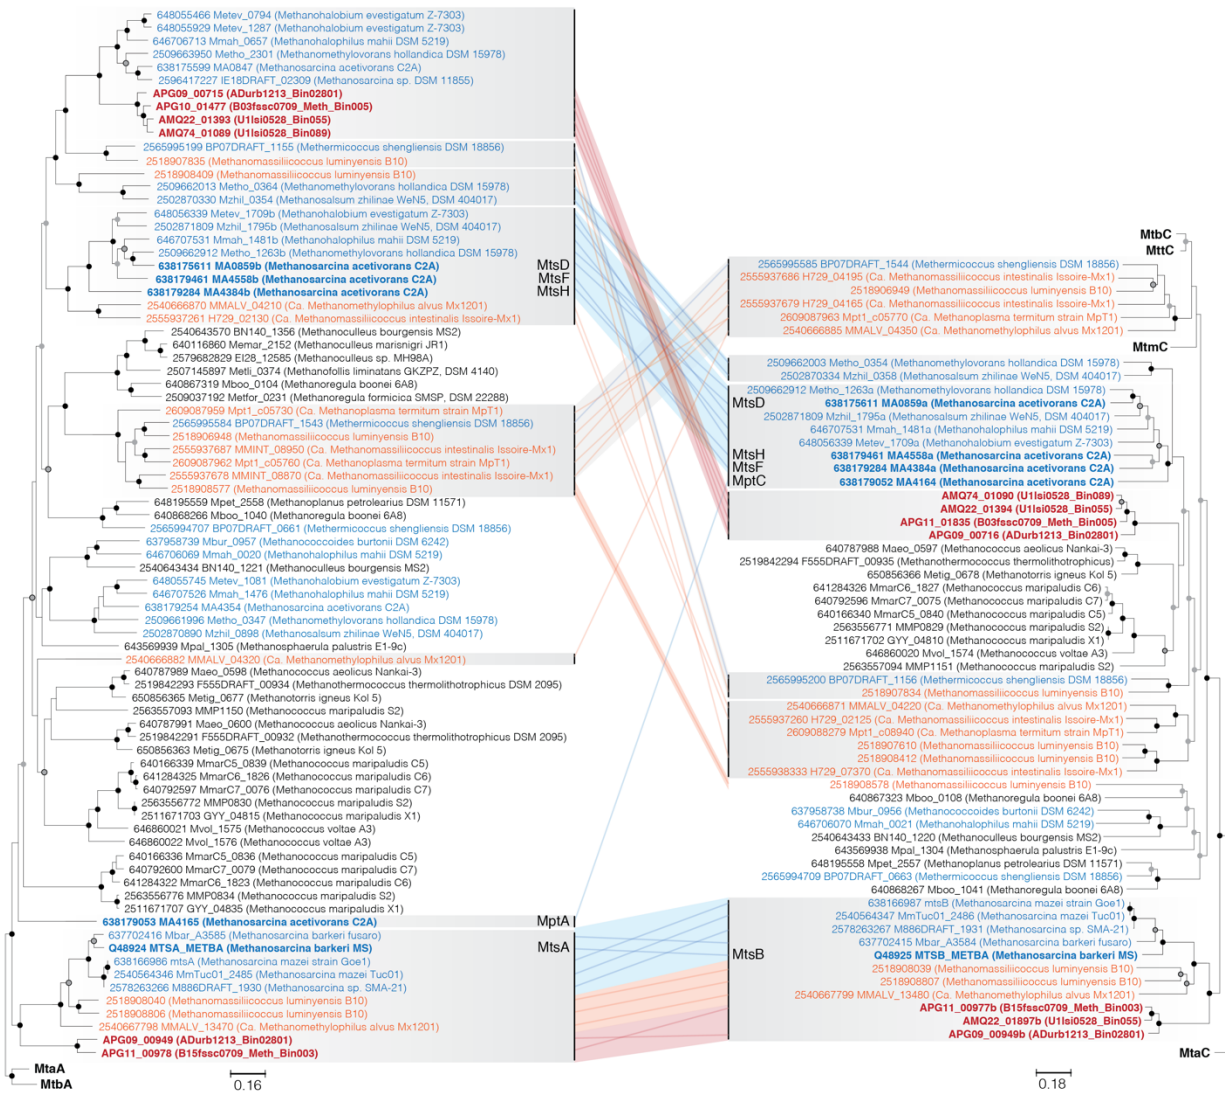 648055466 Metev_0794 (Methanohalobium evestigatum Z-7303)
648055929 Metev_1287 (Methanohalobium evestigatum Z-7303)
646706713 Mmah_0657 (Methanohalophilus mahii DSM 5219)
2509663950 Metho_2301 (Methanomethylovorans hollandica DSM 15978)
638175599 MA0847 (Methanosarcina acetivorans C2A)
2596417227 IE18DRAFT_02309 (Methanosarcina sp. DSM 11855)
APG09_00715 (ADurb1213_Bin02801)
APG10_01477 (B03fssc0709_Meth_Bin005)
AMQ22_01393 (U1lsi0528_Bin055)
AMQ74_01089 (U1lsi0528_Bin089)
2565995199 BP07DRAFT_1155 (Methermicoccus shengliensis DSM 18856)
2518907835 (Methanomassiliicoccus luminyensis B10)
2518908409 (Methanomassiliicoccus luminyensis B10)
2509662013 Metho_0364 (Methanomethylovorans hollandica DSM 15978)
2502870330 Mzhil_0354 (Methanosalsum zhilinae WeN5, DSM 404017)
648056339 Metev_1709b (Methanohalobium evestigatum Z-7303)
2502871809 Mzhil_1795b (Methanosalsum zhilinae WeN5, DSM 404017)
646707531 Mmah_1481b (Methanohalophilus mahii DSM 5219)
2509662912 Metho_1263b (Methanomethylovorans hollandica DSM 15978)
638175611 MA0859b (Methanosarcina acetivorans C2A) MtsD
638179461 MA4558b (Methanosarcina acetivorans C2A) MtsF
638179284 MA4384b (Methanosarcina acetivorans C2A) MtsH
2540666870 MMALV_04210 (Ca. Methanomethylophilus alvus Mx1201)
2555937261 H729_02130 (Ca. Methanomassiliicoccus intestinalis Issoire-Mx1)
2540643570 BN140_1356 (Methanoculleus bourgensis MS2)
640116860 Memar_2152 (Methanoculleus marisnigri JR1)
2579682829 EI28_12585 (Methanoculleus sp. MH98A)
2507145897 Metli_0374 (Methanofollis liminatans GKZPZ, DSM 4140)
640867319 Mboo_0104 (Methanoregula boonei 6A8)
2509037192 Metfor_0231 (Methanoregula formicica SMSP, DSM 22288)
2609087959 Mpt1_c05730 (Ca. Methanoplasma termitum strain MpT1)
2565995584 BP07DRAFT_1543 (Methermicoccus shengliensis DSM 18856)
2518906948 (Methanomassiliicoccus luminyensis B10)
2555937687 MMINT_08950 (Ca. Methanomassiliicoccus intestinalis Issoire-Mx1)
2609087962 Mpt1_c05760 (Ca. Methanoplasma termitum strain MpT1)
2555937678 MMINT_08870 (Ca. Methanomassiliicoccus intestinalis Issoire-Mx1)
2518908577 (Methanomassiliicoccus luminyensis B10)
648195559 Mpet_2558 (Methanoplanus petrolearius DSM 11571)
640868266 Mboo_1040 (Methanoregula boonei 6A8)
2565994707 BP07DRAFT_0661 (Methermicoccus shengliensis DSM 18856)
637958739 Mbur_0957 (Methanococcoides burtonii DSM 6242)
646706069 Mmah_0020 (Methanohalophilus mahii DSM 5219)
2540643434 BN140_1221 (Methanoculleus bourgensis MS2)
648055745 Metev_1081 (Methanohalobium evestigatum Z-7303)
646707526 Mmah_1476 (Methanohalophilus mahii DSM 5219)
638179254 MA4354 (Methanosarcina acetivorans C2A)
2509661996 Metho_0347 (Methanomethylovorans hollandica DSM 15978)
2502870890 Mzhil_0898 (Methanosalsum zhilinae WeN5, DSM 404017)
643569939 Mpal_1305 (Methanosphaerula palustris E1-9c)
2540666882 MMALV_04320 (Ca. Methanomethylophilus alvus Mx1201)
640787989 Maeo_0598 (Methanococcus aeolicus Nankai-3)
2519842293 F555DRAFT_00934 (Methanothermococcus thermolithotrophicus DSM 2095)
650856365 Metig_0677 (Methanotorris igneus Kol 5)
2563557093 MMP1150 (Methanococcus maripaludis S2)
640787991 Maeo_0600 (Methanococcus aeolicus Nankai-3)
2519842291 F555DRAFT_00932 (Methanothermococcus thermolithotrophicus DSM 2095)
650856363 Metig_0675 (Methanotorris igneus Kol 5)
640166339 MmarC5_0839 (Methanococcus maripaludis C5)
641284325 MmarC6_1826 (Methanococcus maripaludis C6)
640792597 MmarC7_0076 (Methanococcus maripaludis C7)
2563556772 MMP0830 (Methanococcus maripaludis S2)
2511671703 GYY_04815 (Methanococcus maripaludis X1)
646860021 Mvol_1575 (Methanococcus voltae A3)
646860022 Mvol_1576 (Methanococcus voltae A3)
640166336 MmarC5_0836 (Methanococcus maripaludis C5)
640792600 MmarC7_0079 (Methanococcus maripaludis C7)
641284322 MmarC6_1823 (Methanococcus maripaludis C6)
2563556776 MMP0834 (Methanococcus maripaludis S2)
2511671707 GYY_04835 (Methanococcus maripaludis X1)
638179053 MA4165 (Methanosarcina acetivorans C2A) MptA
637702416 Mbar_A3585 (Methanosarcina barkeri fusaro)
Q48924 MTSA_METBA (Methanosarcina barkeri MS) MtsA
638166986 mtsA (Methanosarcina mazei strain Goe1)
2540564346 MmTuc01_2485 (Methanosarcina mazei Tuc01)
2578263266 M886DRAFT_1930 (Methanosarcina sp. SMA-21)
2518908040 (Methanomassiliicoccus luminyensis B10)
2518908806 (Methanomassiliicoccus luminyensis B10)
2540667798 MMALV_13470 (Ca. Methanomethylophilus alvus Mx1201)
APG09_00949 (ADurb1213_Bin02801)
APG11_00978 (B15fssc0709_Meth_Bin003)
MtaA
MtbA
0.16
MtbC
MttC
2565995585 BP07DRAFT_1544 (Methermicoccus shengliensis DSM 18856)
2555937686 H729_04195 (Ca. Methanomassiliicoccus intestinalis Issoire-Mx1)
2518906949 (Methanomassiliicoccus luminyensis B10)
2555937679 H729_04165 (Ca. Methanomassiliicoccus intestinalis Issoire-Mx1)
2609087963 Mpt1_c05770 (Ca. Methanoplasma termitum strain MpT1)
2540666885 MMALV_04350 (Ca. Methanomethylophilus alvus Mx1201)
MtmC
2509662003 Metho_0354 (Methanomethylovorans hollandica DSM 15978)
2502870334 Mzhil_0358 (Methanosalsum zhilinae WeN5, DSM 404017)
2509662912 Metho_1263a (Methanomethylovorans hollandica DSM 15978)
MtsD 638175611 MA0859a (Methanosarcina acetivorans C2A)
2502871809 Mzhil_1795a (Methanosalsum zhilinae WeN5, DSM 404017)
646707531 Mmah_1481a (Methanohalophilus mahii DSM 5219)
648056339 Metev_1709a (Methanohalobium evestigatum Z-7303)
MtsH 638179461 MA4558a (Methanosarcina acetivorans C2A)
MtsF 638179284 MA4384a (Methanosarcina acetivorans C2A)
MptC 638179052 MA4164 (Methanosarcina acetivorans C2A)
AMQ74_01090 (U1lsi0528_Bin089)
AMQ22_01394 (U1lsi0528_Bin055)
APG11_01835 (B03fssc0709_Meth_Bin005)
APG09_00716 (ADurb1213_Bin02801)
640787988 Maeo_0597 (Methanococcus aeolicus Nankai-3)
2519842294 F555DRAFT_00935 (Methanothermococcus thermolithotrophicus)
650856366 Metig_0678 (Methanotorris igneus Kol 5)
641284326 MmarC6_1827 (Methanococcus maripaludis C6)
640792596 MmarC7_0075 (Methanococcus maripaludis C7)
640166340 MmarC5_0840 (Methanococcus maripaludis C5)
2563556771 MMP0829 (Methanococcus maripaludis S2)
2511671702 GYY_04810 (Methanococcus maripaludis X1)
646860020 Mvol_1574 (Methanococcus voltae A3)
2563557094 MMP1151 (Methanococcus maripaludis S2)
2565995200 BP07DRAFT_1156 (Methermicoccus shengliensis DSM 18856)
2518907834 (Methanomassiliicoccus luminyensis B10)
2540666871 MMALV_04220 (Ca. Methanomethylophilus alvus Mx1201)
2555937260 H729_02125 (Ca. Methanomassiliicoccus intestinalis Issoire-Mx1)
2609088279 Mpt1_c08940 (Ca. Methanoplasma termitum strain MpT1)
2518907610 (Methanomassiliicoccus luminyensis B10)
2518908412 (Methanomassiliicoccus luminyensis B10)
2555938333 H729_07370 (Ca. Methanomassiliicoccus intestinalis Issoire-Mx1)
2518908578 (Methanomassiliicoccus luminyensis B10)
640867323 Mboo_0108 (Methanoregula boonei 6A8)
637958738 Mbur_0956 (Methanococcoides burtonii DSM 6242)
646706070 Mmah_0021 (Methanohalophilus mahii DSM 5219)
2540643433 BN140_1220 (Methanoculleus bourgensis MS2)
643569938 Mpal_1304 (Methanosphaerula palustris E1-9c)
648195558 Mpet_2557 (Methanoplanus petrolearius DSM 11571)
2565994709 BP07DRAFT_0663 (Methermicoccus shengliensis DSM 18856)
640868267 Mboo_1041 (Methanoregula boonei 6A8)
638166987 mtsB (Methanosarcina mazei strain Goe1)
2540564347 MmTuc01_2486 (Methanosarcina mazei Tuc01)
2578263267 M886DRAFT_1931 (Methanosarcina sp. SMA-21)
637702415 Mbar_A3584 (Methanosarcina barkeri fusaro)
MtsB Q48925 MTSB_METBA (Methanosarcina barkeri MS)
2518908039 (Methanomassiliicoccus luminyensis B10)
2518908807 (Methanomassiliicoccus luminyensis B10)
2540667799 MMALV_13480 (Ca. Methanomethylophilus alvus Mx1201)
APG11_00977b (B15fssc0709_Meth_Bin003)
AMQ22_01897b (U1lsi0528_Bin055)
APG09_00949b (ADurb1213_Bin02801)
MtaC
0.18